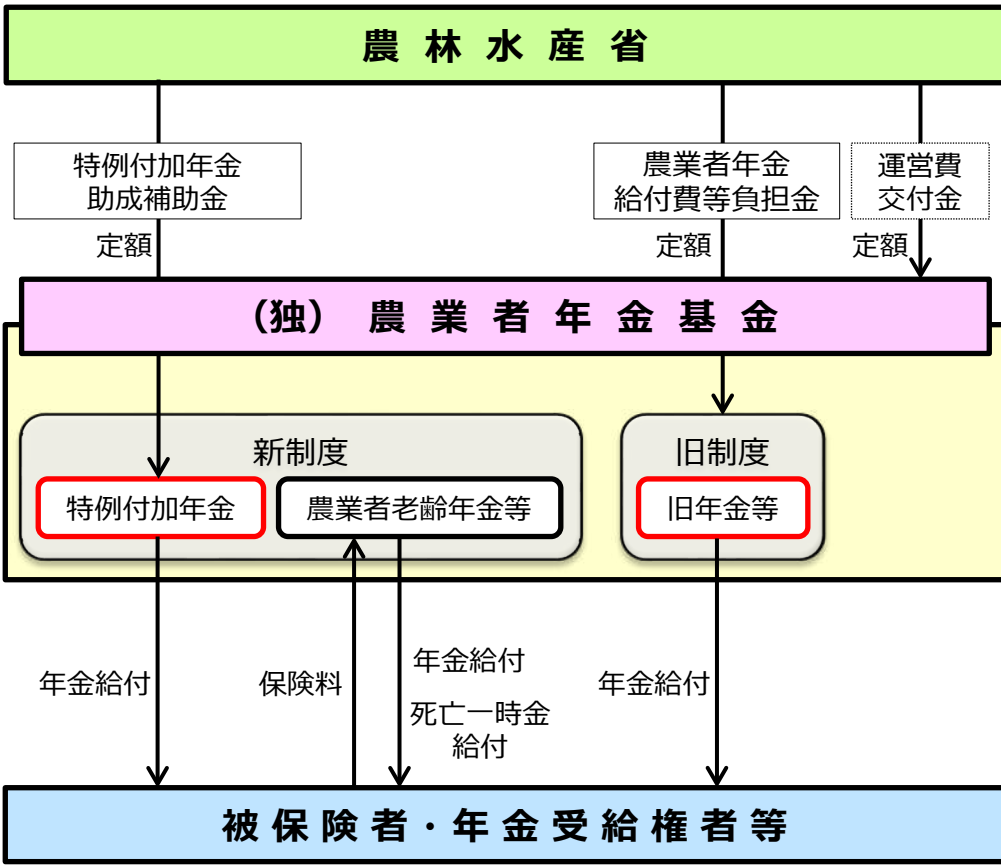 農林水産省
特例付加年金
助成補助金
農業者年金
給付費等負担金
運営費
交付金
定額
定額
定額
（独）農業者年金基金
新制度
旧制度
特例付加年金
農業者老齢年金等
旧年金等
年金給付
保険料
年金給付
死亡一時金
給付
年金給付
被保険者・年金受給権者等